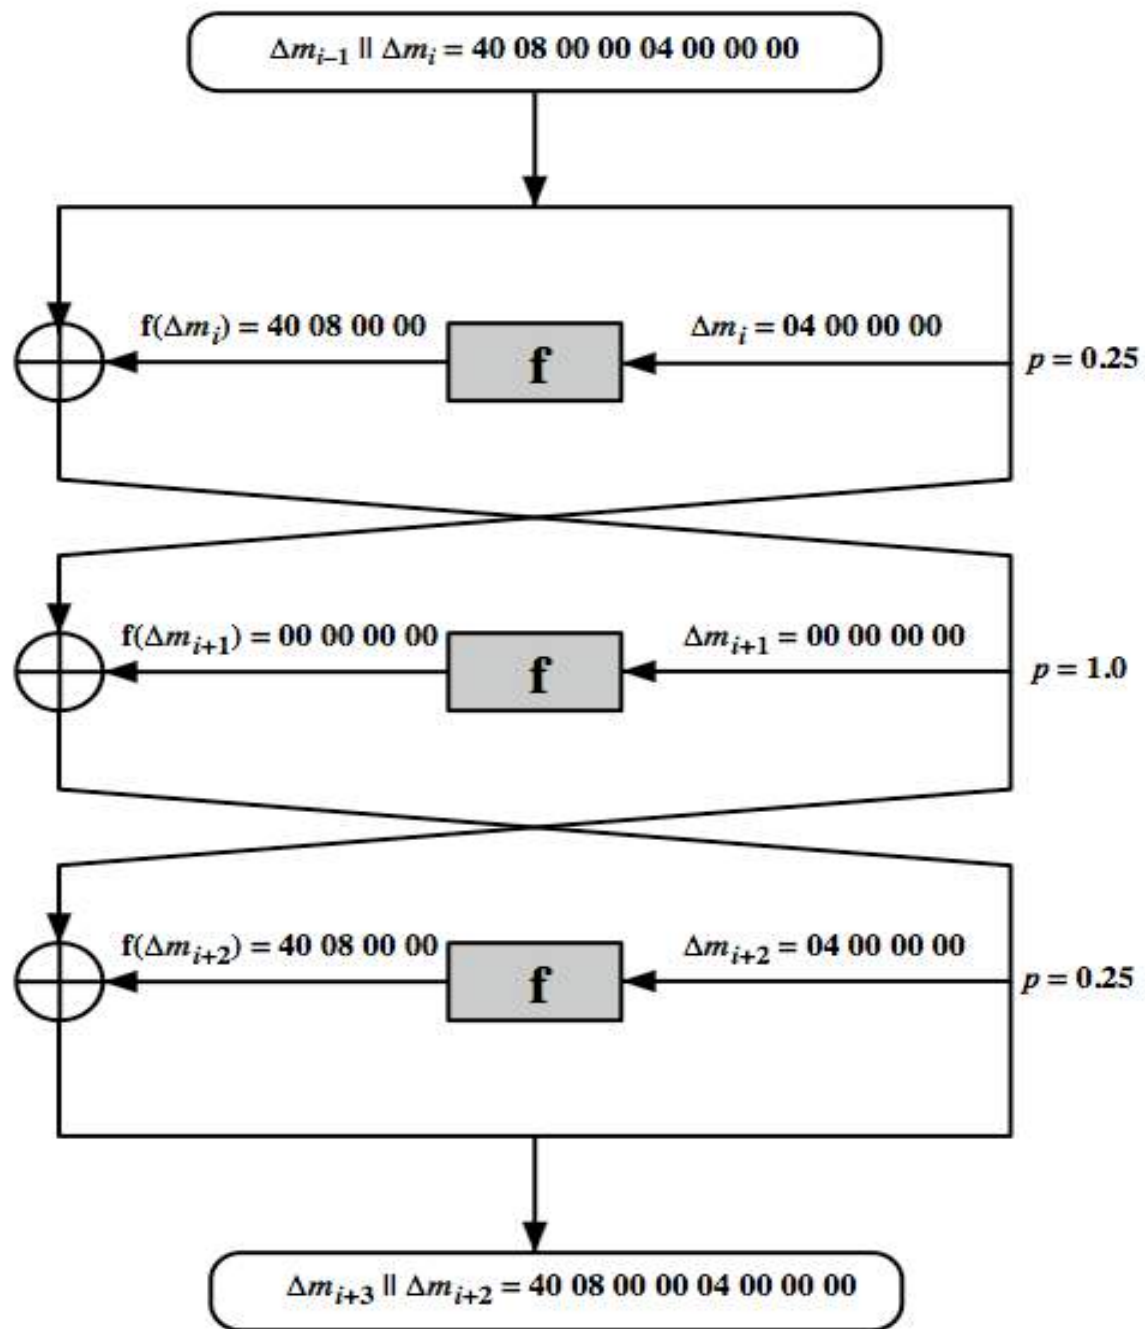 Δm_{i–1} || Δm_i = 40 08 00 00 04 00 00 00
f(Δm_i) = 40 08 00 00
f
Δm_i = 04 00 00 00
p = 0.25
f(Δm_{i+1}) = 00 00 00 00
f
Δm_{i+1} = 00 00 00 00
p = 1.0
f(Δm_{i+2}) = 40 08 00 00
f
Δm_{i+2} = 04 00 00 00
p = 0.25
Δm_{i+3} || Δm_{i+2} = 40 08 00 00 04 00 00 00